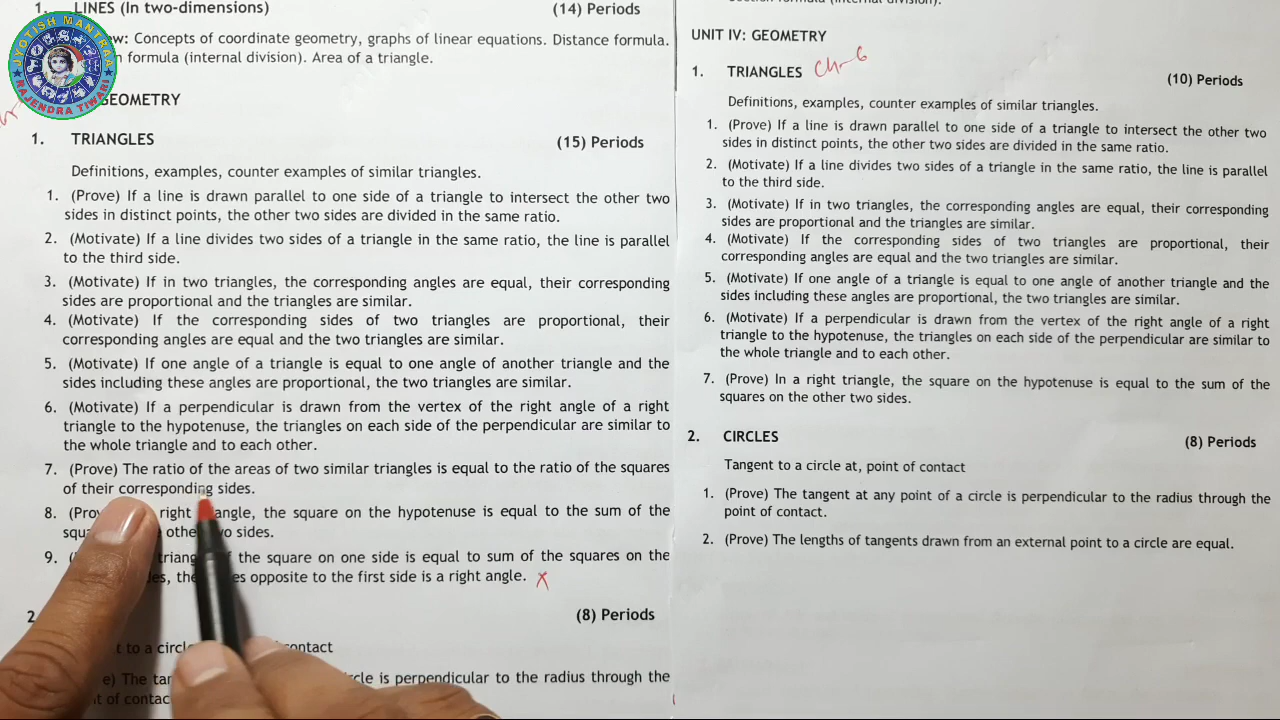 1. LINES (In two-dimensions) (14) Periods
Concepts of coordinate geometry, graphs of linear equations. Distance formula.
formula (internal division). Area of a triangle.
GEOMETRY
1. TRIANGLES (15) Periods
Definitions, examples, counter examples of similar triangles.
1. (Prove) If a line is drawn parallel to one side of a triangle to intersect the other two
sides in distinct points, the other two sides are divided in the same ratio.
2. (Motivate) If a line divides two sides of a triangle in the same ratio, the line is parallel
to the third side.
3. (Motivate) If in two triangles, the corresponding angles are equal, their corresponding
sides are proportional and the triangles are similar.
4. (Motivate) If the corresponding sides of two triangles are proportional, their
corresponding angles are equal and the two triangles are similar.
5. (Motivate) If one angle of a triangle is equal to one angle of another triangle and the
sides including these angles are proportional, the two triangles are similar.
6. (Motivate) If a perpendicular is drawn from the vertex of the right angle of a right
triangle to the hypotenuse, the triangles on each side of the perpendicular are similar to
the whole triangle and to each other.
7. (Prove) The ratio of the areas of two similar triangles is equal to the ratio of the squares
of their corresponding sides.
8. right the square on the hypotenuse is equal to the sum of the
sides.
9. the square on one side is equal to sum of the squares on the
opposite to the first side is a right angle. X
2 (8) Periods
to a
is perpendicular to the radius through the
of
UNIT IV: GEOMETRY
1. TRIANGLES Ch-6 (10) Periods
Definitions, examples, counter examples of similar triangles.
1. (Prove) If a line is drawn parallel to one side of a triangle to intersect the other two
sides in distinct points, the other two sides are divided in the same ratio.
2. (Motivate) If a line divides two sides of a triangle in the same ratio, the line is parallel
to the third side.
3. (Motivate) If in two triangles, the corresponding angles are equal, their corresponding
sides are proportional and the triangles are similar.
4. (Motivate) If the corresponding sides of two triangles are proportional, their
corresponding angles are equal and the two triangles are similar.
5. (Motivate) If one angle of a triangle is equal to one angle of another triangle and the
sides including these angles are proportional, the two triangles are similar.
6. (Motivate) If a perpendicular is drawn from the vertex of the right angle of a right
triangle to the hypotenuse, the triangles on each side of the perpendicular are similar to
the whole triangle and to each other.
7. (Prove) In a right triangle, the square on the hypotenuse is equal to the sum of the
squares on the other two sides.
2. CIRCLES (8) Periods
Tangent to a circle at, point of contact
1. (Prove) The tangent at any point of a circle is perpendicular to the radius through the
point of contact.
2. (Prove) The lengths of tangents drawn from an external point to a circle are equal.
JYOTISH MANTRAA
RAJENDRA TIWARI